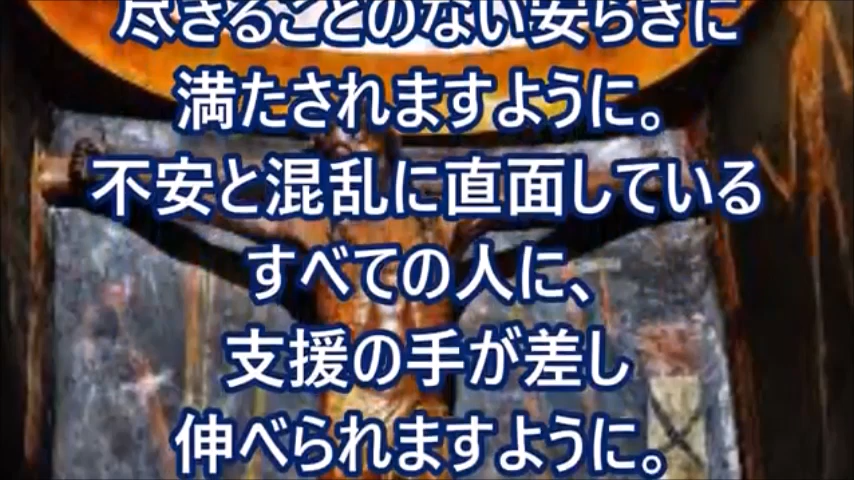 尽きることのない安らぎに
満たされますように。
不安と混乱に直面している
すべての人に、
支援の手が差し
伸べられますように。